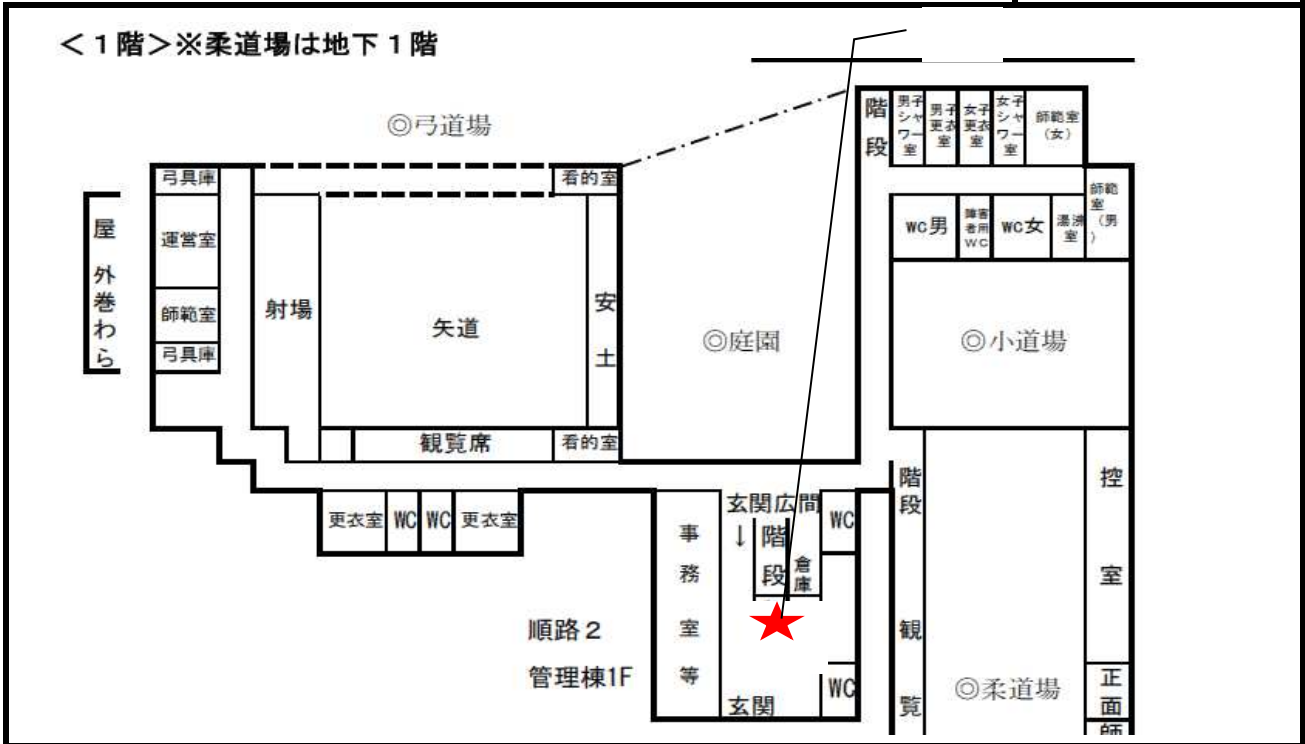 ＜１階＞※柔道場は地下１階
◎弓道場
弓具庫
運営室
師範室
弓具庫
屋外巻わら
射場
矢道
看的室
安土
観覧席
看的室
更衣室
WC
WC
更衣室
◎庭園
階段
男子シャワー室
男子更衣室
女子更衣室
女子シャワー室
師範室（女）
WC男
障害者用WC
WC女
湯沸室
師範室（男）
◎小道場
玄関広間
↓
階段
倉庫
WC
事務室等
玄関
WC
順路２
管理棟1F
階段
観覧
◎柔道場
控室
正面